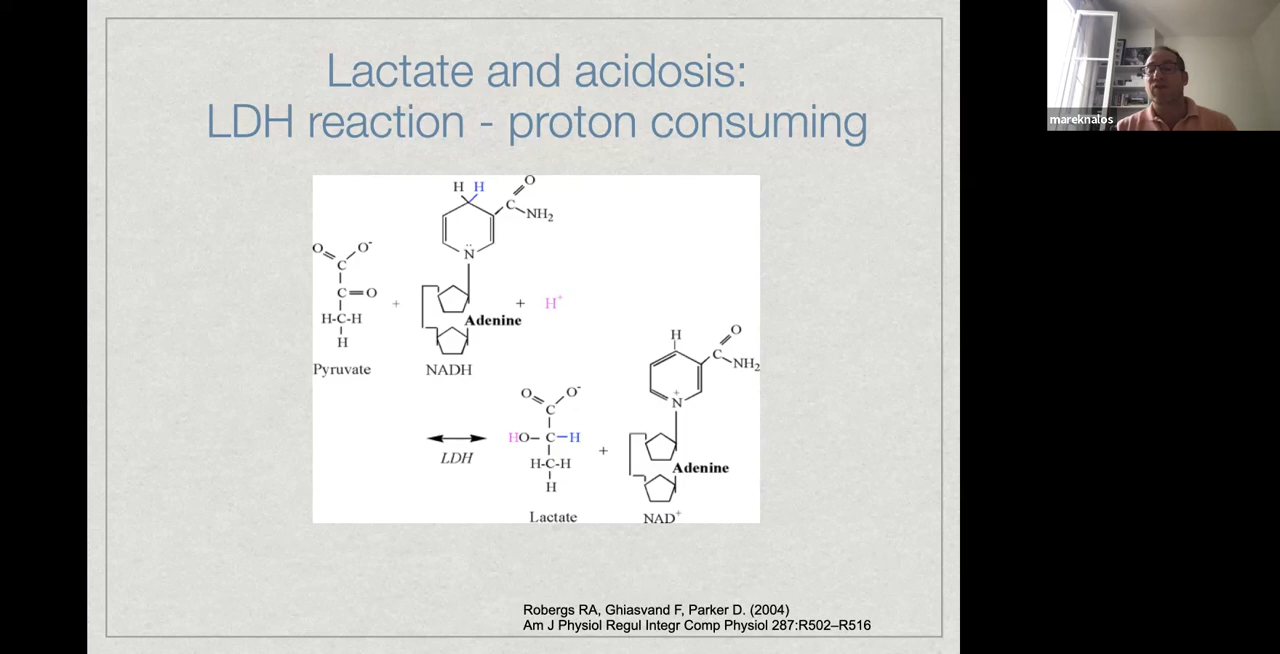 Lactate and acidosis:
LDH reaction - proton consuming
mareknalos
H H O
C
NH2
N
O O-
C
C=O
H-C-H
H
+
Adenine
+ H+
Pyruvate
NADH
LDH
O O-
C
HO- C-H
H-C-H
H
Lactate
+
H O
C
NH2
+
N
Adenine
NAD+
Robergs RA, Ghiasvand F, Parker D. (2004)
Am J Physiol Regul Integr Comp Physiol 287:R502–R516